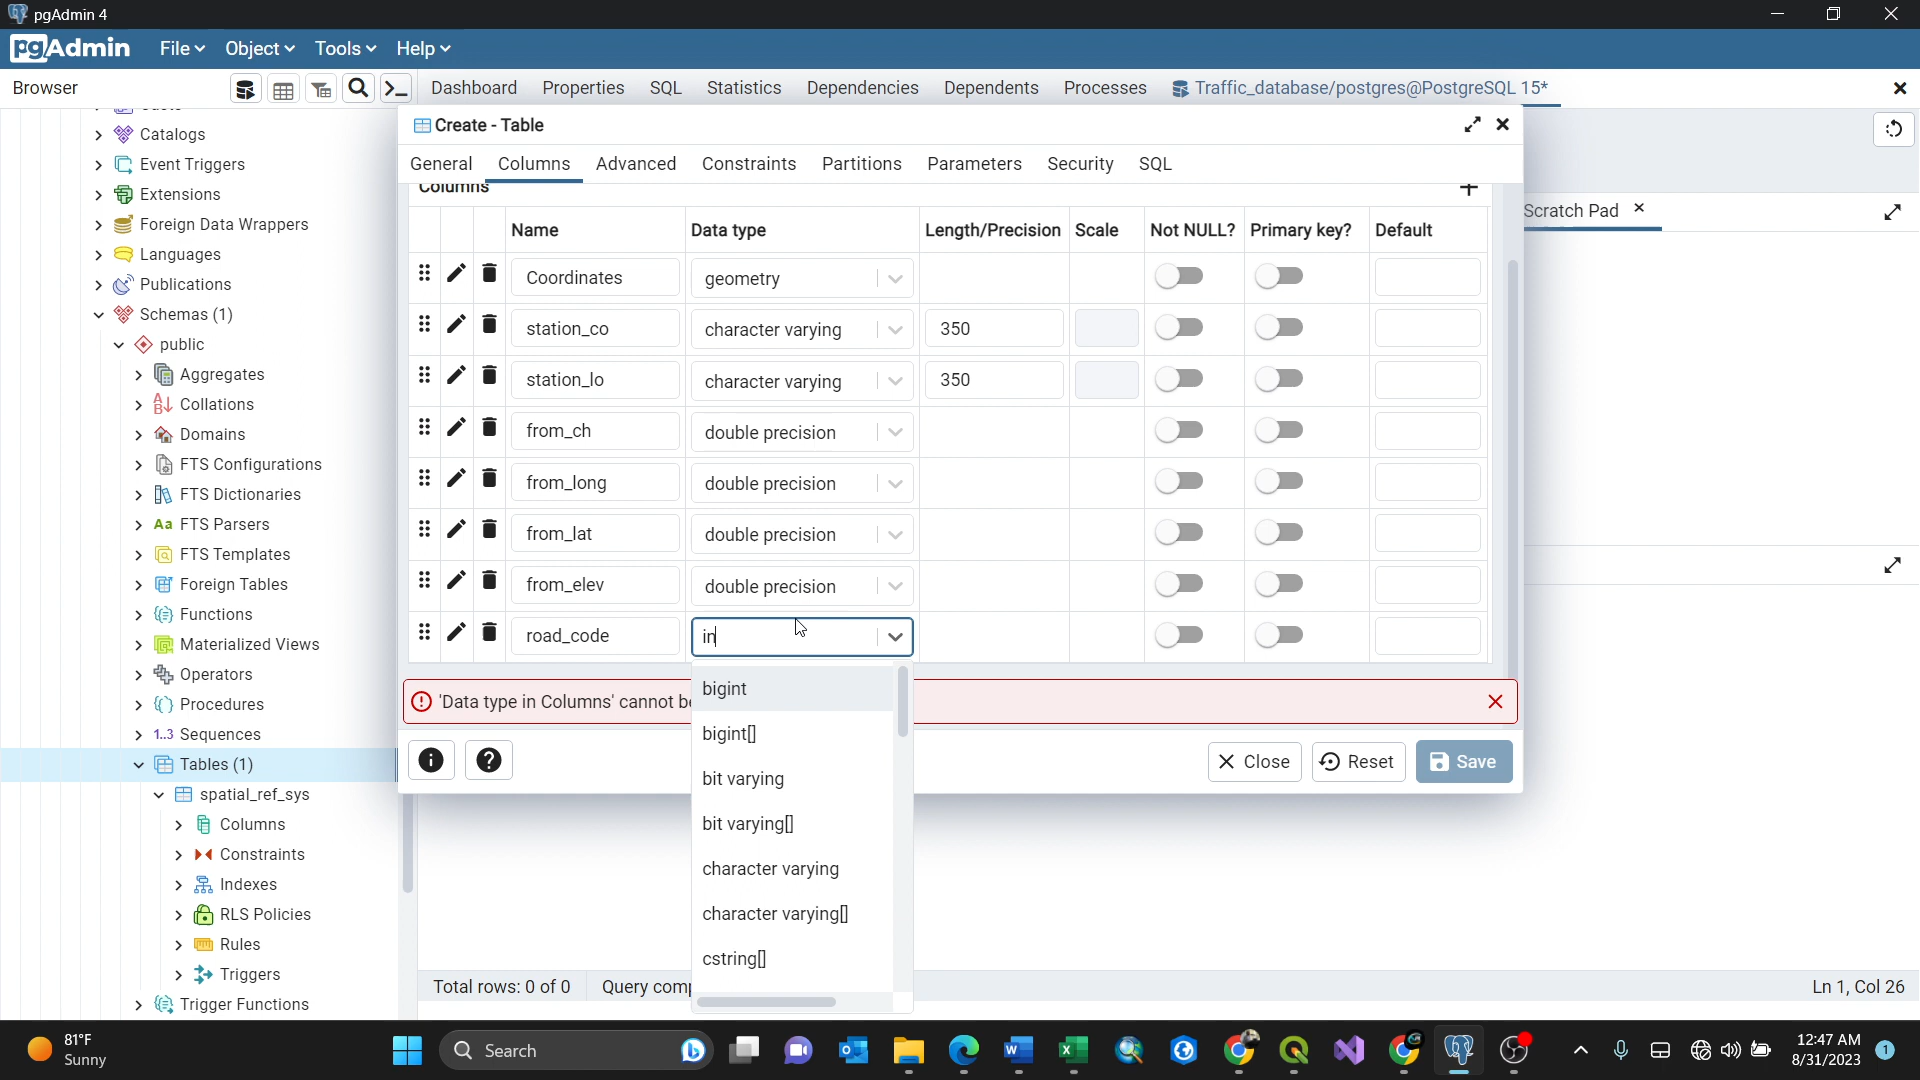 pgAdmin 4
pgAdmin File Object Tools Help
Browser
Dashboard Properties SQL Statistics Dependencies Dependents Processes Traffic_database/postgres@PostgreSQL 15*
Catalogs
Event Triggers
Extensions
Foreign Data Wrappers
Languages
Publications
Schemas (1)
public
Aggregates
Collations
Domains
FTS Configurations
FTS Dictionaries
Aa FTS Parsers
FTS Templates
Foreign Tables
Functions
Materialized Views
Operators
Procedures
1..3 Sequences
Tables (1)
spatial_ref_sys
Columns
Constraints
Indexes
RLS Policies
Rules
Triggers
Trigger Functions
Create - Table
General Columns Advanced Constraints Partitions Parameters Security SQL
Columns
Name Data type Length/Precision Scale Not NULL? Primary key? Default
Coordinates geometry
station_co character varying 350
station_lo character varying 350
from_ch double precision
from_long double precision
from_lat double precision
from_elev double precision
road_code in
'Data type in Columns' cannot be
bigint
bigint[]
bit varying
bit varying[]
character varying
character varying[]
cstring[]
Close Reset Save
Scratch Pad
Total rows: 0 of 0 Query comp
Ln 1, Col 26
81°F
Sunny
Search
12:47 AM
8/31/2023
1